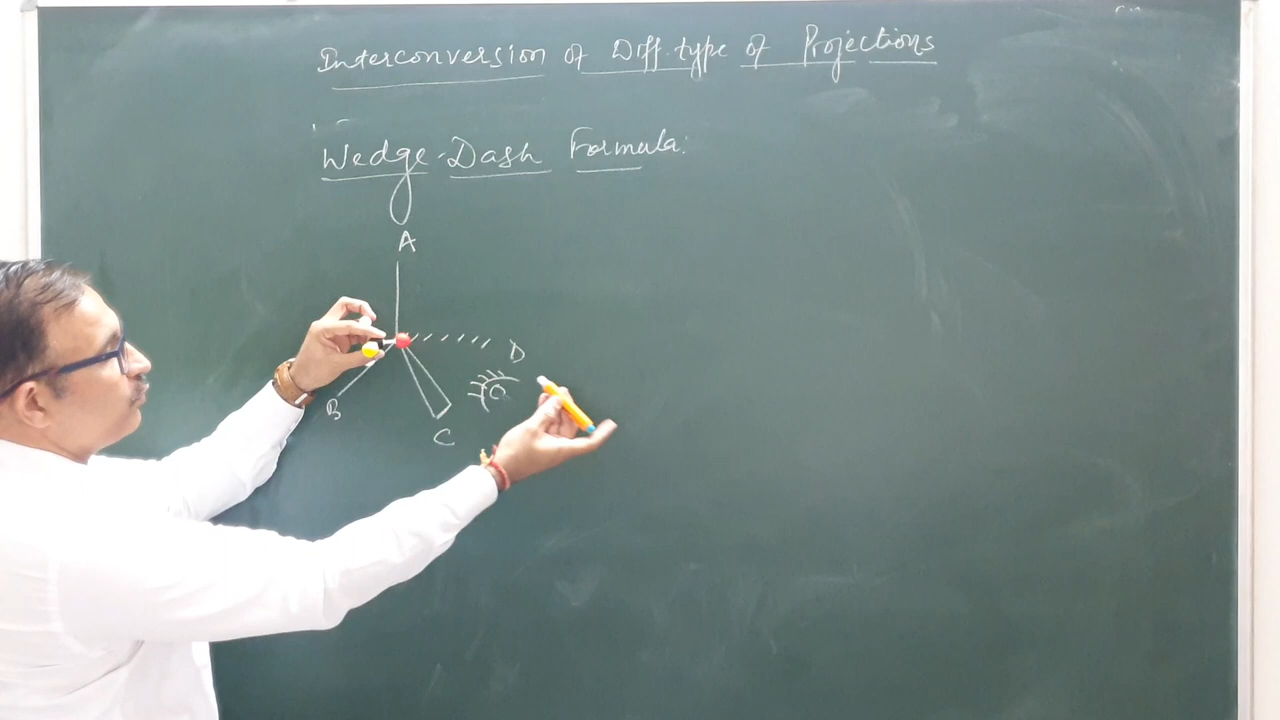 Interconversion of Diff. type of Projections
Wedge-Dash Formula:
A
D
B
C